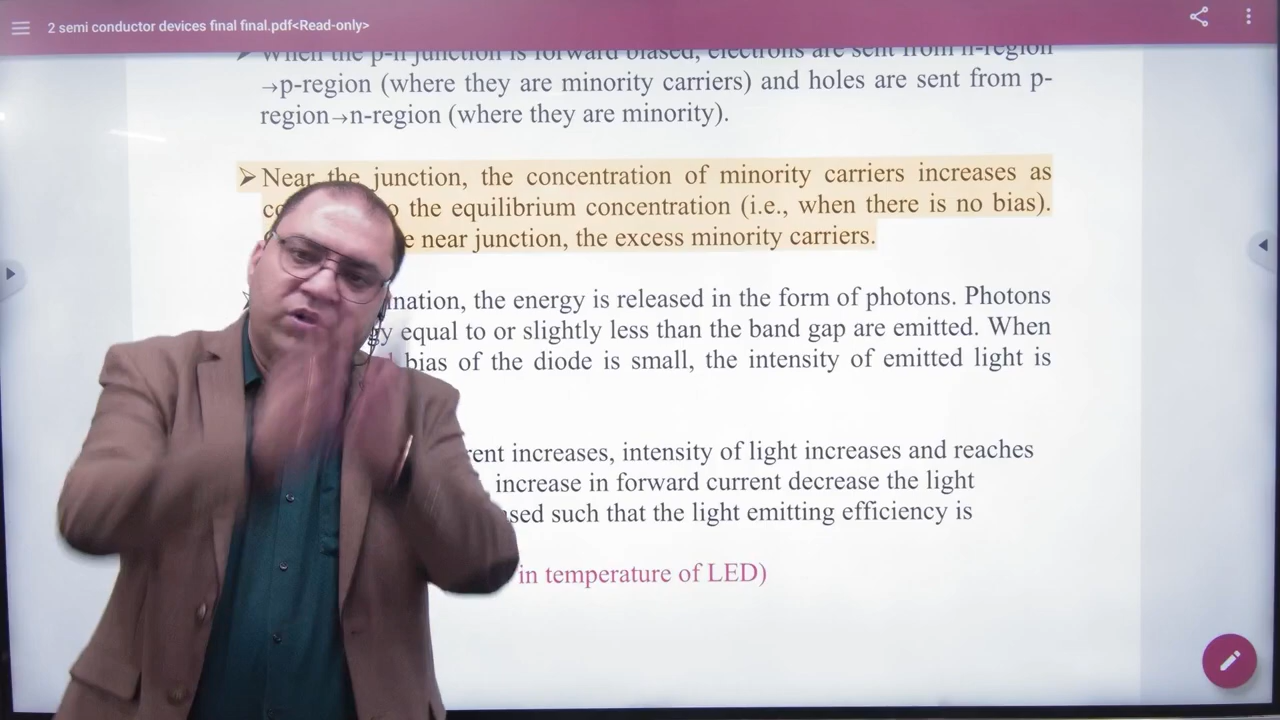 2 semi conductor devices final final.pdf<Read-only>
➢ When the p-n junction is forward biased, electrons are sent from n-region
→p-region (where they are minority carriers) and holes are sent from p-
region→n-region (where they are minority).
➢ Near the junction, the concentration of minority carriers increases as
to the equilibrium concentration (i.e., when there is no bias).
near junction, the excess minority carriers.
the energy is released in the form of photons. Photons
equal to or slightly less than the band gap are emitted. When
bias of the diode is small, the intensity of emitted light is
increases, intensity of light increases and reaches
increase in forward current decrease the light
such that the light emitting efficiency is
in temperature of LED)